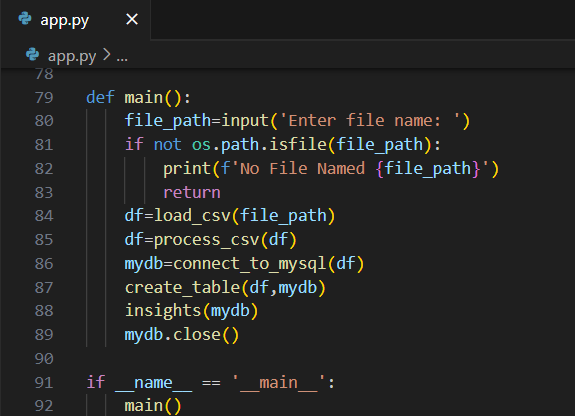 app.py
app.py > ...
78
79 def main():
80     file_path=input('Enter file name: ')
81     if not os.path.isfile(file_path):
82         print(f'No File Named {file_path}')
83         return
84     df=load_csv(file_path)
85     df=process_csv(df)
86     mydb=connect_to_mysql(df)
87     create_table(df,mydb)
88     insights(mydb)
89     mydb.close()
90
91 if __name__ == '__main__':
92     main()